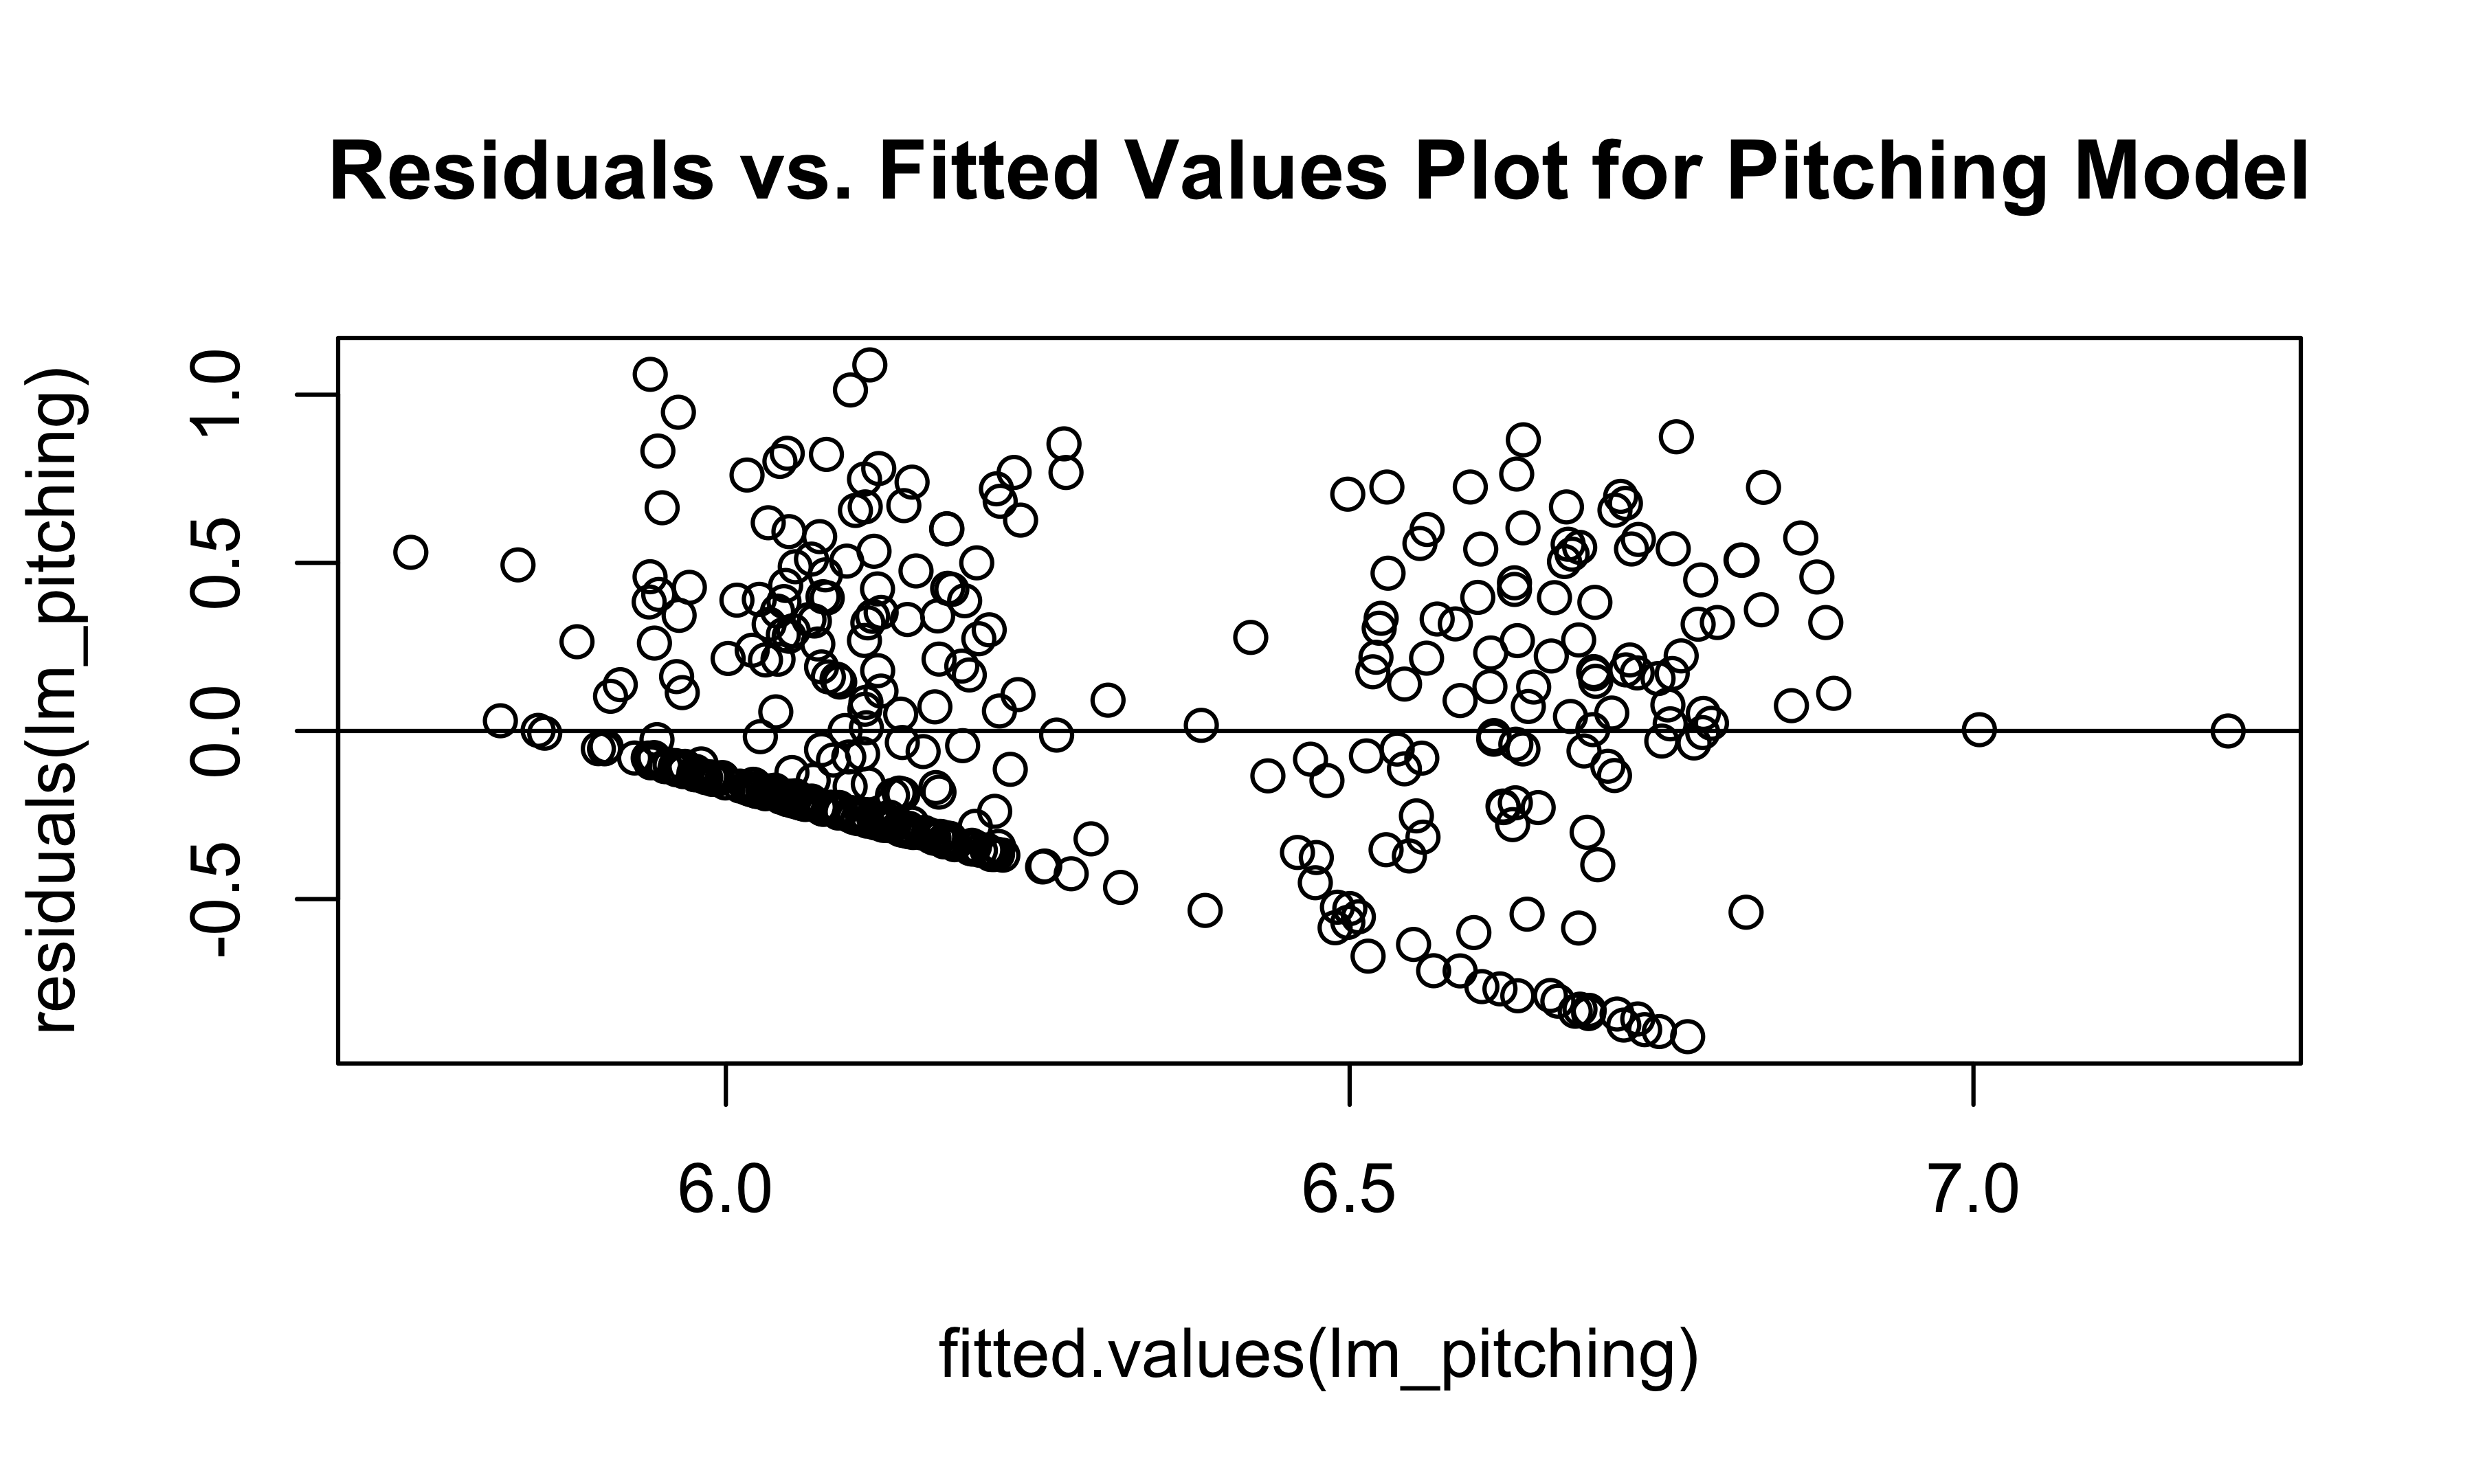 Residuals vs. Fitted Values Plot for Pitching Model
residuals(lm_pitching)
1.0
0.5
0.0
-0.5
6.0 6.5 7.0
fitted.values(lm_pitching)